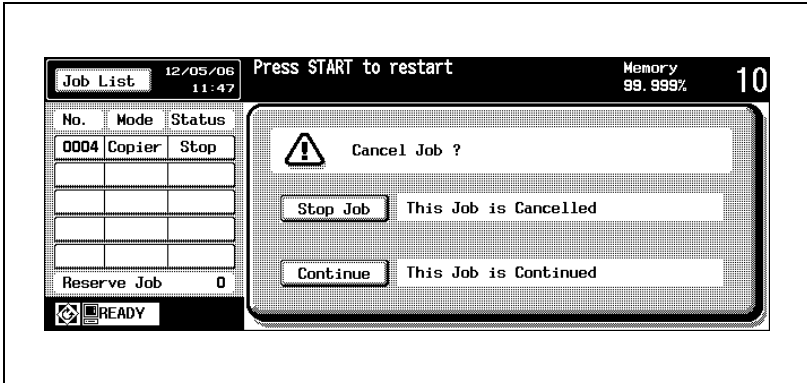 Job List
12/05/06
11:47
Press START to restart
Memory
99.999%
10
No. Mode Status
0004 Copier Stop
Reserve Job 0
READY
Cancel Job ?
Stop Job This Job is Cancelled
Continue This Job is Continued